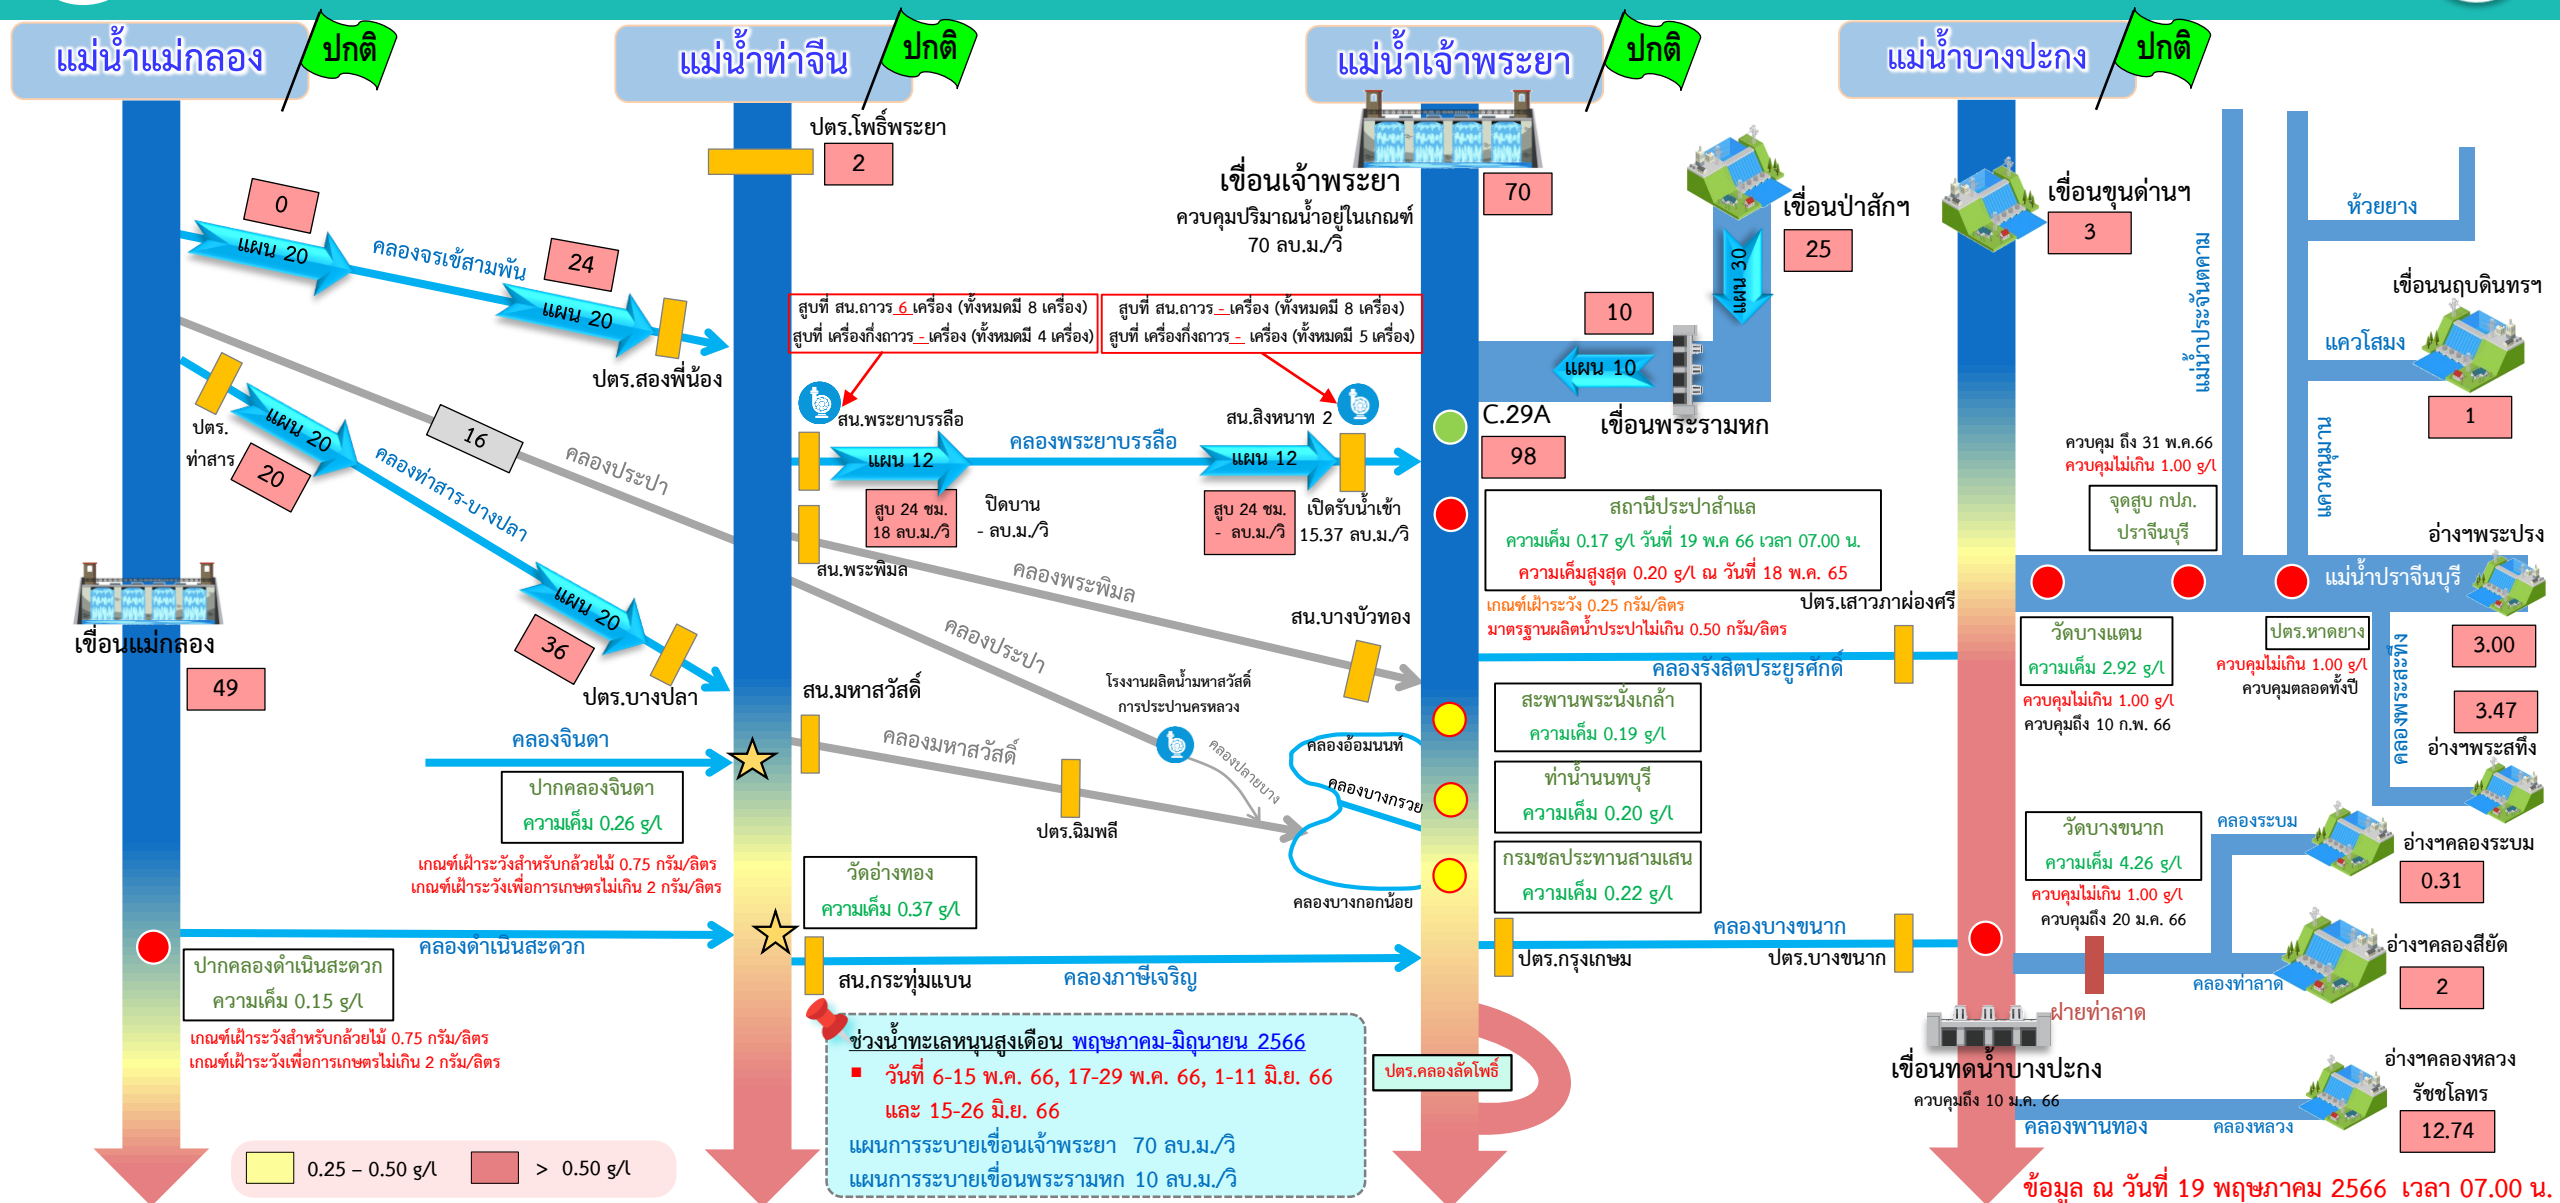 แม่น้ำแม่กลอง
ปกติ
แม่น้ำท่าจีน
ปกติ
แม่น้ำเจ้าพระยา
ปกติ
แม่น้ำบางปะกง
ปกติ
0
แผน 20
คลองจรเข้สามพัน
24
แผน 20
ปตร.สองพี่น้อง
ปตร.
ท่าสาร
แผน 20
20
คลองท่าสาร-บางปลา
16
คลองประปา
แผน 20
36
ปตร.บางปลา
เขื่อนแม่กลอง
49
คลองจินดา
ปากคลองจินดา
ความเค็ม 0.26 g/l
เกณฑ์เฝ้าระวังสำหรับกล้วยไม้ 0.75 กรัม/ลิตร
เกณฑ์เฝ้าระวังเพื่อการเกษตรไม่เกิน 2 กรัม/ลิตร
คลองดำเนินสะดวก
ปากคลองดำเนินสะดวก
ความเค็ม 0.15 g/l
เกณฑ์เฝ้าระวังสำหรับกล้วยไม้ 0.75 กรัม/ลิตร
เกณฑ์เฝ้าระวังเพื่อการเกษตรไม่เกิน 2 กรัม/ลิตร
0.25 – 0.50 g/l
> 0.50 g/l
ปตร.โพธิ์พระยา
2
สูบที่ สน.ถาวร 6 เครื่อง (ทั้งหมดมี 8 เครื่อง)
สูบที่ เครื่องกึ่งถาวร - เครื่อง (ทั้งหมดมี 4 เครื่อง)
สูบที่ สน.ถาวร - เครื่อง (ทั้งหมดมี 8 เครื่อง)
สูบที่ เครื่องกึ่งถาวร - เครื่อง (ทั้งหมดมี 5 เครื่อง)
สน.พระยาบรรลือ
แผน 12
คลองพระยาบรรลือ
สน.สิงหนาท 2
แผน 12
สูบ 24 ชม.
18 ลบ.ม./วิ
ปิดบาน
- ลบ.ม./วิ
สูบ 24 ชม.
- ลบ.ม./วิ
เปิดรับน้ำเข้า
15.37 ลบ.ม./วิ
สน.พระพิมล
คลองพระพิมล
คลองประปา
สน.บางบัวทอง
สน.มหาสวัสดิ์
คลองมหาสวัสดิ์
โรงงานผลิตน้ำมหาสวัสดิ์
การประปานครหลวง
คลองปลายบาง
ปตร.ฉิมพลี
คลองอ้อมนนท์
คลองบางกรวย
คลองบางกอกน้อย
วัดอ่างทอง
ความเค็ม 0.37 g/l
สน.กระทุ่มแบน
คลองภาษีเจริญ
ช่วงน้ำทะเลหนุนสูงเดือน พฤษภาคม-มิถุนายน 2566
วันที่ 6-15 พ.ค. 66, 17-29 พ.ค. 66, 1-11 มิ.ย. 66
และ 15-26 มิ.ย. 66
แผนการระบายเขื่อนเจ้าพระยา 70 ลบ.ม./วิ
แผนการระบายเขื่อนพระรามหก 10 ลบ.ม./วิ
เขื่อนเจ้าพระยา
ควบคุมปริมาณน้ำอยู่ในเกณฑ์
70 ลบ.ม./วิ
70
เขื่อนป่าสักฯ
25
แผน 30
10
แผน 10
เขื่อนพระรามหก
C.29A
98
สถานีประปาสำแล
ความเค็ม 0.17 g/l วันที่ 19 พ.ค 66 เวลา 07.00 น.
ความเค็มสูงสุด 0.20 g/l ณ วันที่ 18 พ.ค. 65
เกณฑ์เฝ้าระวัง 0.25 กรัม/ลิตร
มาตรฐานผลิตน้ำประปาไม่เกิน 0.50 กรัม/ลิตร
ปตร.เสาวภาผ่องศรี
คลองรังสิตประยูรศักดิ์
สะพานพระนั่งเกล้า
ความเค็ม 0.19 g/l
ท่าน้ำนนทบุรี
ความเค็ม 0.20 g/l
กรมชลประทานสามเสน
ความเค็ม 0.22 g/l
คลองบางขนาก
ปตร.กรุงเกษม
ปตร.บางขนาก
ปตร.คลองลัดโพธิ์
เขื่อนขุนด่านฯ
3
แม่น้ำประจันตคาม
ห้วยยาง
เขื่อนนฤบดินทรฯ
แควโสมง
1
แควหนุมาน
ควบคุม ถึง 31 พ.ค.66
ควบคุมไม่เกิน 1.00 g/l
จุดสูบ กปภ.
ปราจีนบุรี
อ่างฯพระปรง
แม่น้ำปราจีนบุรี
3.00
วัดบางแตน
ความเค็ม 2.92 g/l
ควบคุมไม่เกิน 1.00 g/l
ควบคุมถึง 10 ก.พ. 66
ปตร.หาดยาง
ควบคุมไม่เกิน 1.00 g/l
ควบคุมตลอดทั้งปี
คลองพระสะทึง
3.47
อ่างฯพระสทึง
วัดบางขนาก
ความเค็ม 4.26 g/l
ควบคุมไม่เกิน 1.00 g/l
ควบคุมถึง 20 ม.ค. 66
คลองระบม
อ่างฯคลองระบม
0.31
อ่างฯคลองสียัด
2
คลองท่าลาด
ฝายท่าลาด
เขื่อนทดน้ำบางปะกง
ควบคุมถึง 10 ม.ค. 66
อ่างฯคลองหลวง
รัชชโลทร
12.74
คลองพานทอง
คลองหลวง
ข้อมูล ณ วันที่ 19 พฤษภาคม 2566 เวลา 07.00 น.